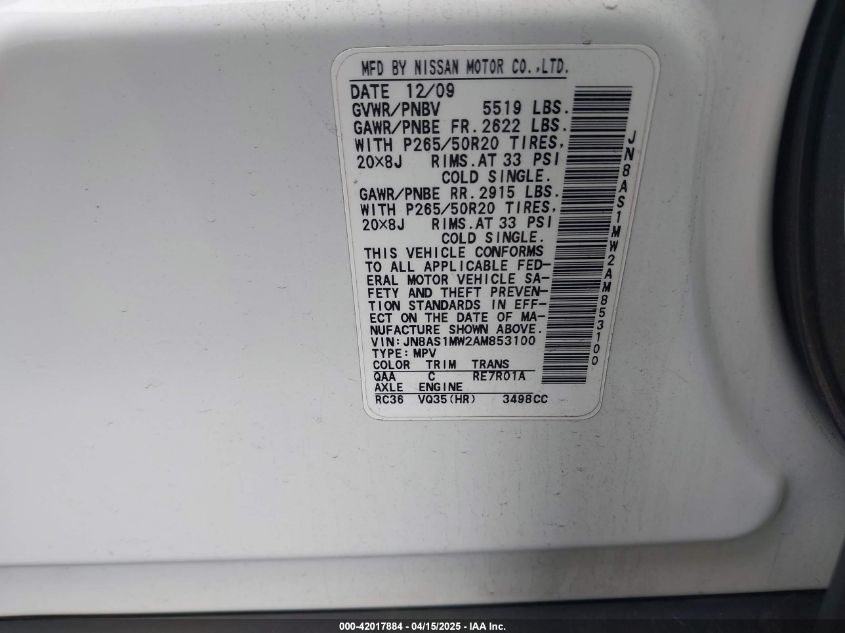 MFD BY NISSAN MOTOR CO.,LTD.
DATE 12/09
GVWR/PNBV 5519 LBS.
GAWR/PNBE FR. 2622 LBS.
WITH P265/50R20 TIRES,
20×8J RIMS. AT 33 PSI
COLD SINGLE.
GAWR/PNBE RR. 2915 LBS.
WITH P265/50R20 TIRES,
20×8J RIMS. AT 33 PSI
COLD SINGLE.
THIS VEHICLE CONFORMS
TO ALL APPLICABLE FED-
ERAL MOTOR VEHICLE SA-
FETY AND THEFT PREVEN-
TION STANDARDS IN EFF-
ECT ON THE DATE OF MA-
NUFACTURE SHOWN ABOVE.
VIN: JN8AS1MW2AM853100
TYPE: MPV
COLOR TRIM TRANS
QAA C RE7R01A
AXLE ENGINE
RC36 VQ35(HR) 3498CC
JN8AS1MW2AM853100
000-42017884 - 04/15/2025 - IAA Inc.